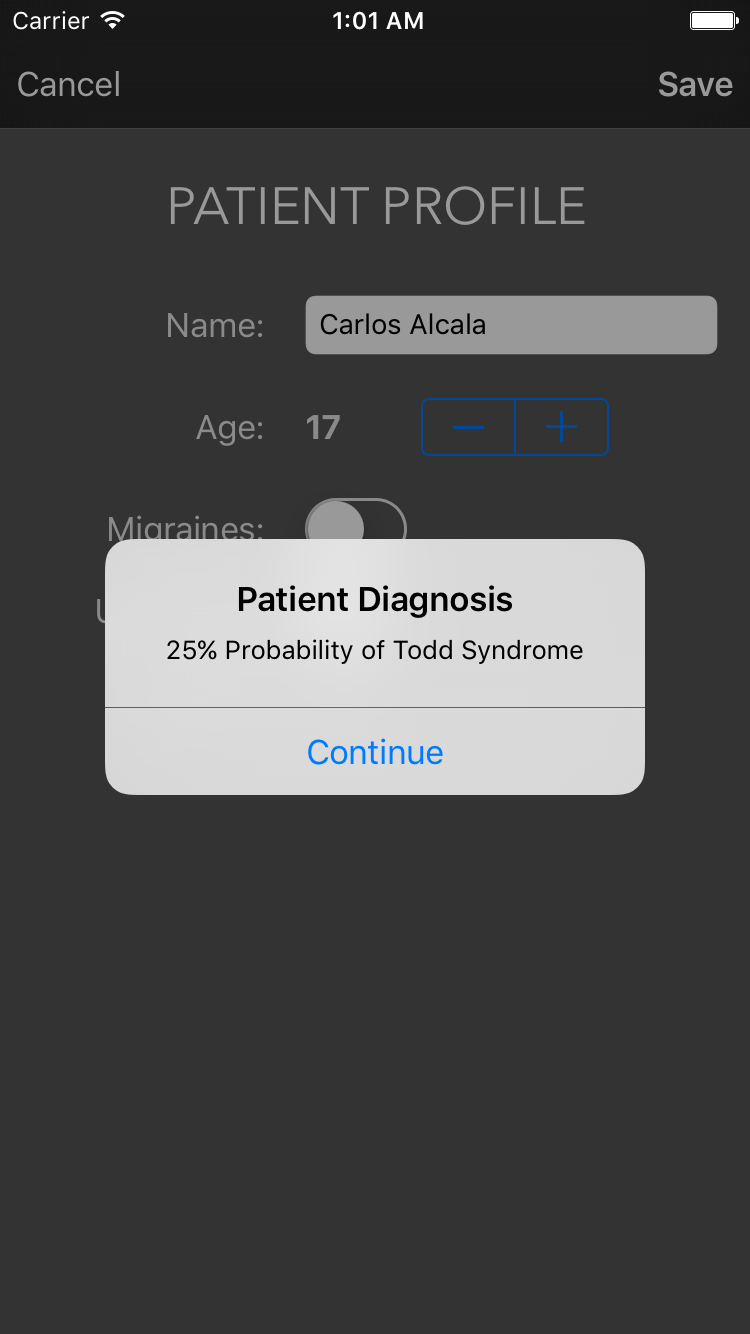 Carrier 1:01 AM
Cancel Save
PATIENT PROFILE
Name: Carlos Alcala
Age: 17 − +
Migraines:
Patient Diagnosis
25% Probability of Todd Syndrome
Continue